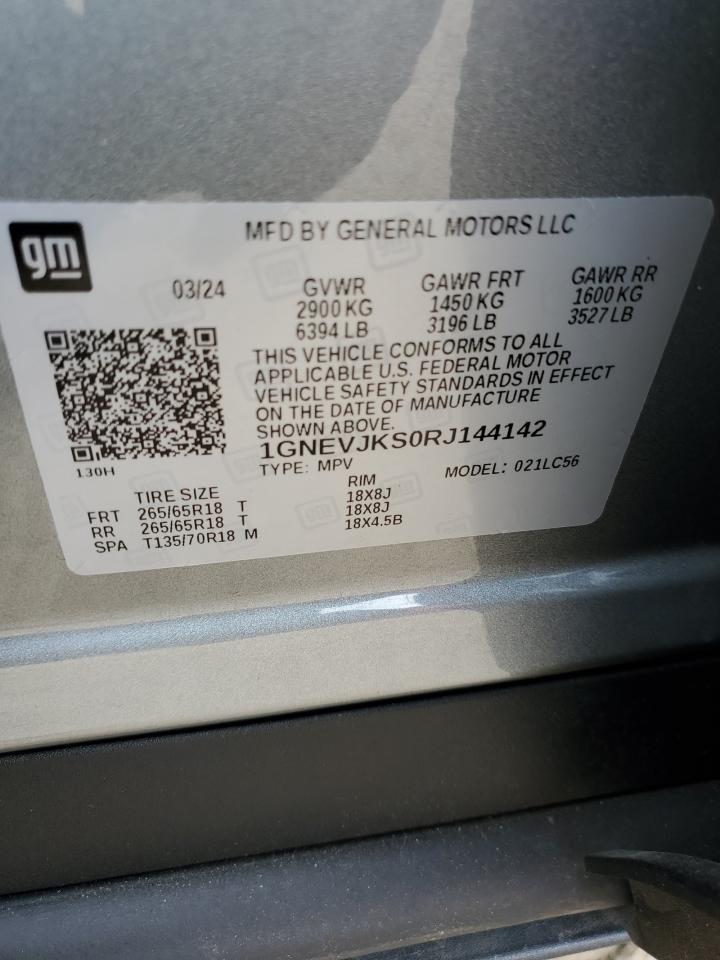 gm
MFD BY GENERAL MOTORS LLC
03/24 GVWR GAWR FRT GAWR RR
2900 KG 1450 KG 1600 KG
6394 LB 3196 LB 3527 LB
THIS VEHICLE CONFORMS TO ALL
APPLICABLE U.S. FEDERAL MOTOR
VEHICLE SAFETY STANDARDS IN EFFECT
ON THE DATE OF MANUFACTURE
SHOWN ABOVE.
1GNEVJKS0RJ144142
130H TYPE: MPV MODEL: 021LC56
TIRE SIZE RIM
FRT 265/65R18 T 18X8J
RR 265/65R18 T 18X8J
SPA T135/70R18 M 18X4.5B